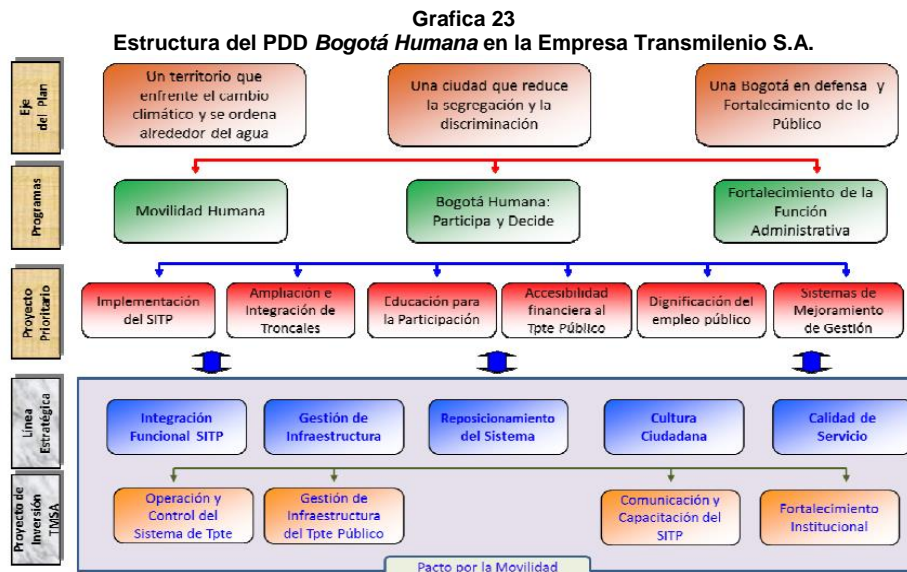 Grafica 23
Estructura del PDD Bogotá Humana en la Empresa Transmilenio S.A.
Eje
del Plan
Un territorio que
enfrente el cambio
climático y se ordena
alrededor del agua
Una ciudad que reduce
la segregación y la
discriminación
Una Bogotá en defensa y
Fortalecimiento de lo
Público
Programas
Movilidad Humana
Bogotá Humana:
Participa y Decide
Fortalecimiento de la
Función
Administrativa
Proyecto
Prioritario
Implementación
del SITP
Ampliación e
Integración de
Troncales
Educación para
la Participación
Accesibilidad
financiera al
Tpte Público
Dignificación del
empleo público
Sistemas de
Mejoramiento
de Gestión
Línea
Estratégica
Integración
Funcional SITP
Gestión de
Infraestructura
Reposicionamiento
del Sistema
Cultura
Ciudadana
Calidad de
Servicio
Proyecto de
Inversión
TMSA
Operación y
Control del
Sistema de Tpte
Gestión de
Infraestructura
del Tpte Público
Comunicación y
Capacitación del
SITP
Fortalecimiento
Institucional
Pacto por la Movilidad